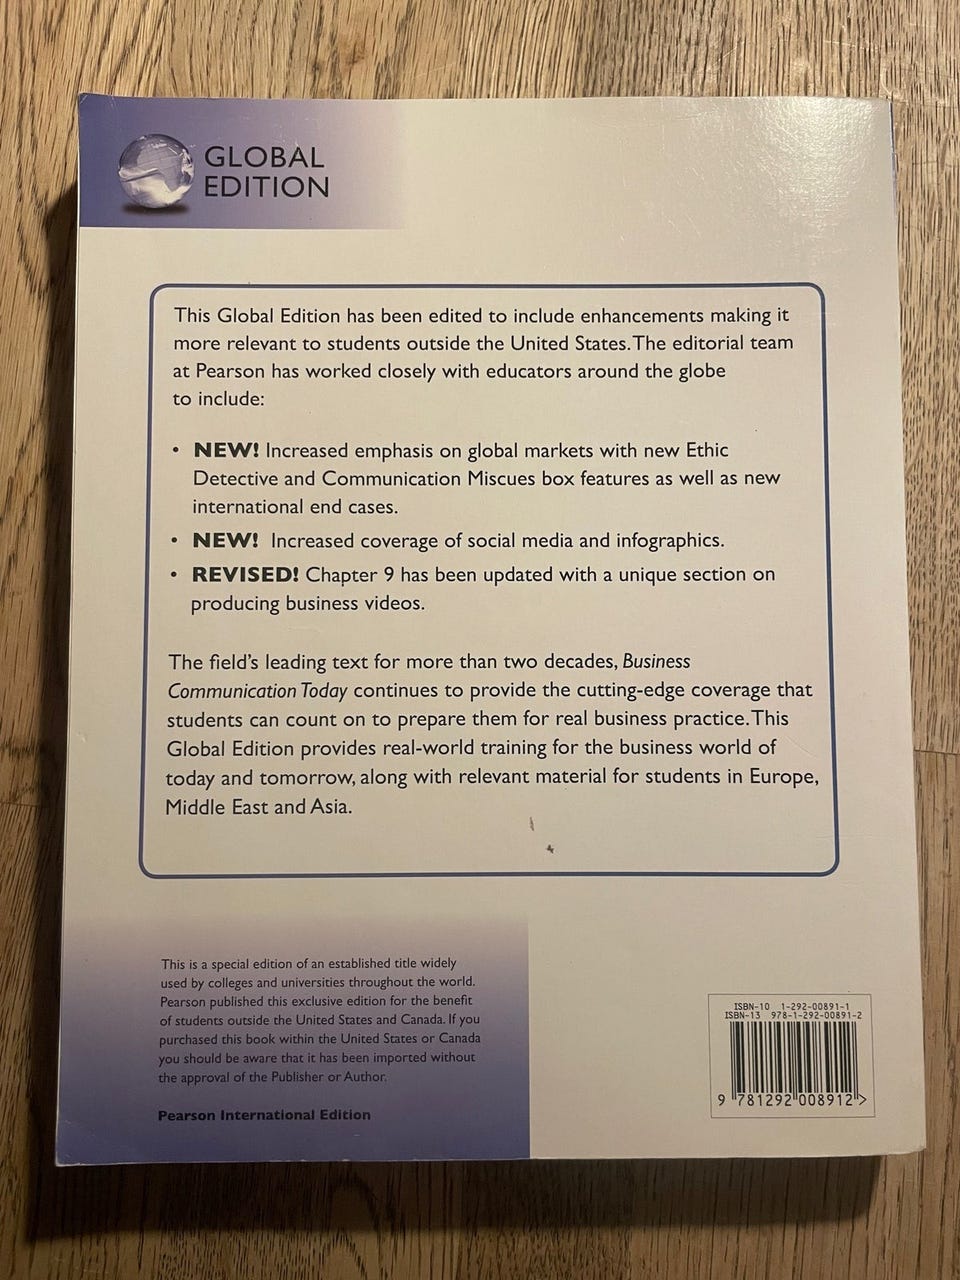 GLOBAL
EDITION
This Global Edition has been edited to include enhancements making it
more relevant to students outside the United States. The editorial team
at Pearson has worked closely with educators around the globe
to include:
• NEW! Increased emphasis on global markets with new Ethic
Detective and Communication Miscues box features as well as new
international end cases.
• NEW! Increased coverage of social media and infographics.
• REVISED! Chapter 9 has been updated with a unique section on
producing business videos.
The field's leading text for more than two decades, Business
Communication Today continues to provide the cutting-edge coverage that
students can count on to prepare them for real business practice. This
Global Edition provides real-world training for the business world of
today and tomorrow, along with relevant material for students in Europe,
Middle East and Asia.
This is a special edition of an established title widely
used by colleges and universities throughout the world.
Pearson published this exclusive edition for the benefit
of students outside the United States and Canada. If you
purchased this book within the United States or Canada
you should be aware that it has been imported without
the approval of the Publisher or Author.
Pearson International Edition
ISBN-10 1-292-00891-1
ISBN-13 978-1-292-00891-2
9 781292 008912 >